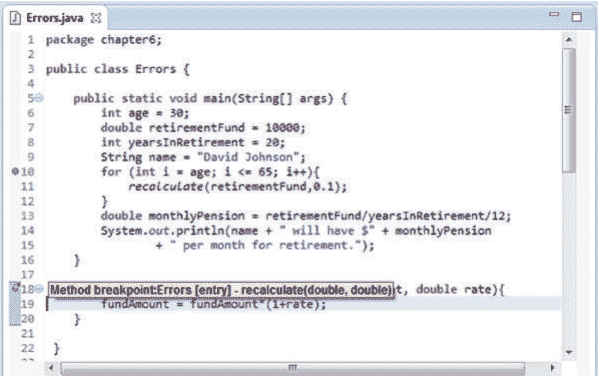 Errors.java
1 package chapter6;
2
3 public class Errors {
4
5 public static void main(String[] args) {
6 int age = 30;
7 double retirementFund = 10000;
8 int yearsInRetirement = 20;
9 String name = "David Johnson";
10 for (int i = age; i <= 65; i++){
11 recalculate(retirementFund,0.1);
12 }
13 double monthlyPension = retirementFund/yearsInRetirement/12;
14 System.out.println(name + " will have $" + monthlyPension
15 + " per month for retirement.");
16 }
17
18 Method breakpoint:Errors [entry] - recalculate(double, double) t, double rate){
19 fundAmount = fundAmount*(1+rate);
20 }
21
22 }